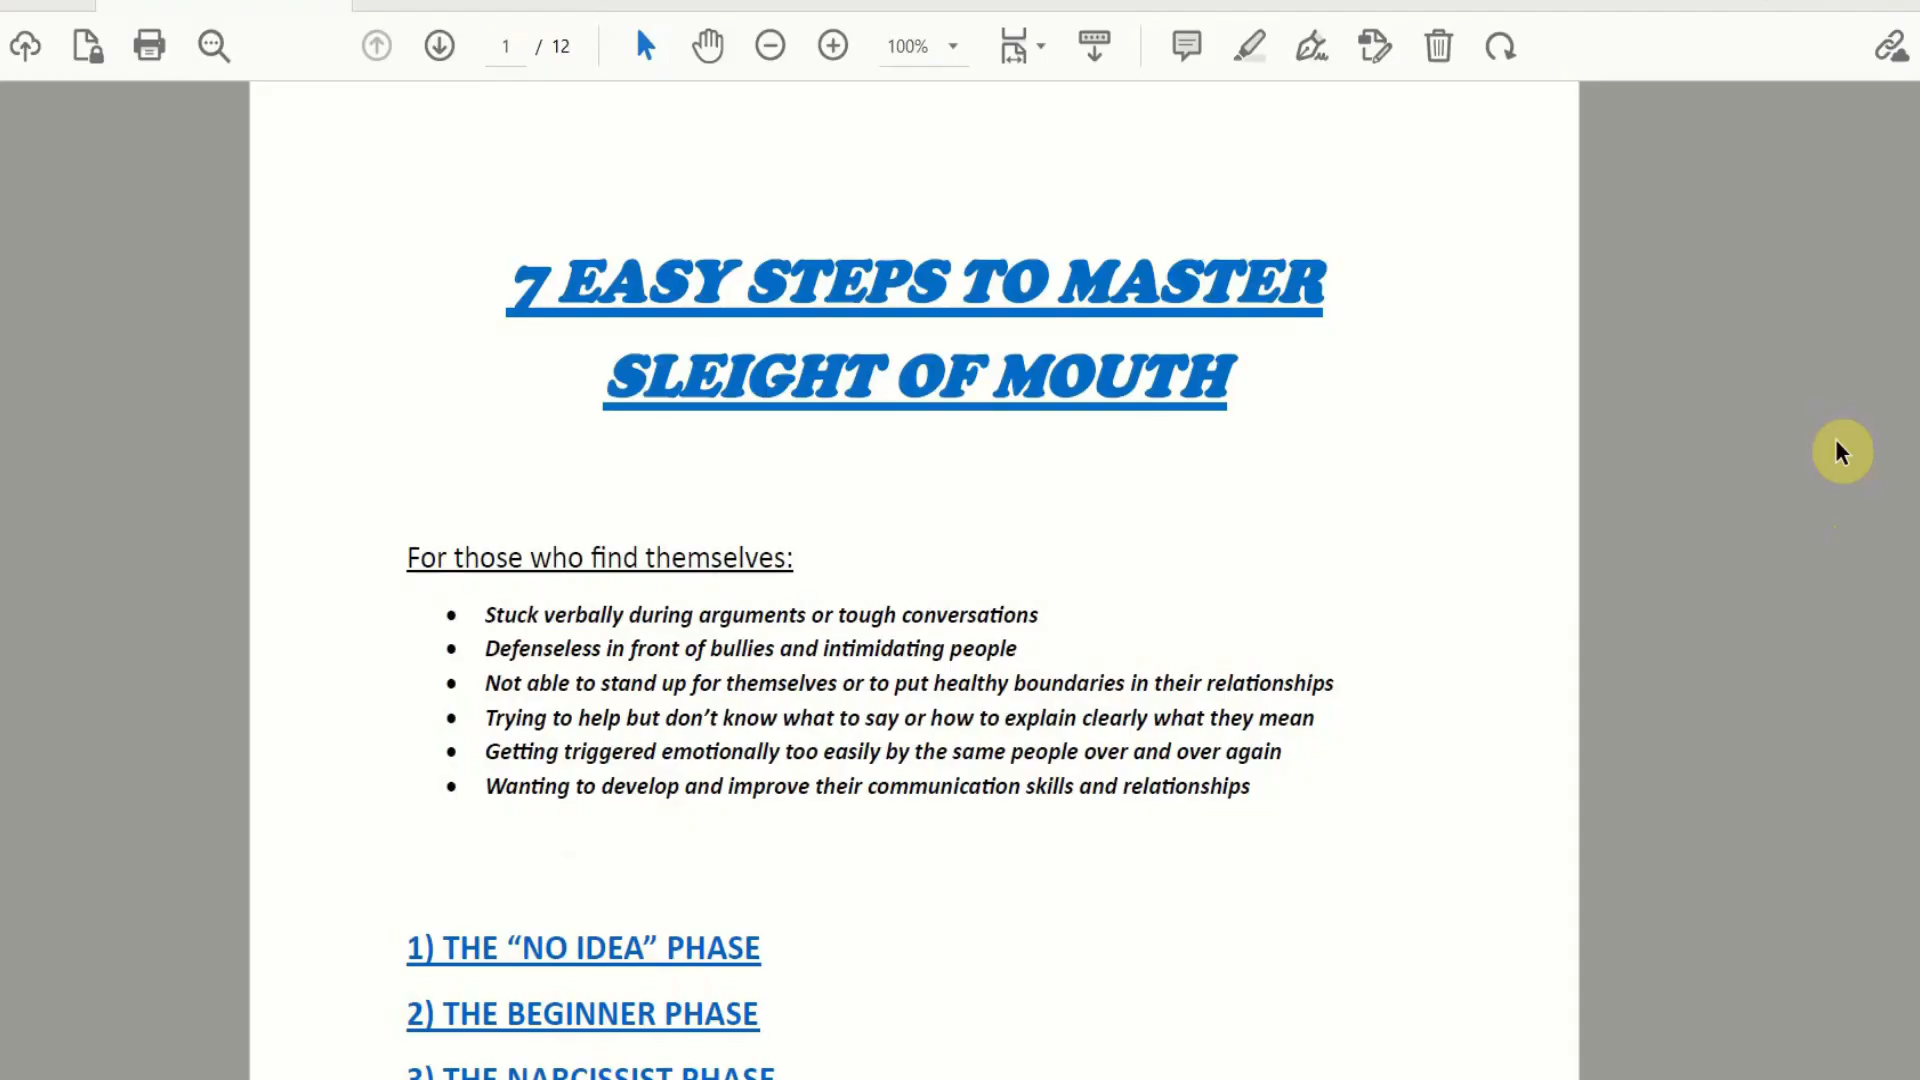 1 / 12 100%
7 EASY STEPS TO MASTER
SLEIGHT OF MOUTH
For those who find themselves:
• Stuck verbally during arguments or tough conversations
• Defenseless in front of bullies and intimidating people
• Not able to stand up for themselves or to put healthy boundaries in their relationships
• Trying to help but don’t know what to say or how to explain clearly what they mean
• Getting triggered emotionally too easily by the same people over and over again
• Wanting to develop and improve their communication skills and relationships
1) THE “NO IDEA” PHASE
2) THE BEGINNER PHASE
3) THE NARCISSIST PHASE